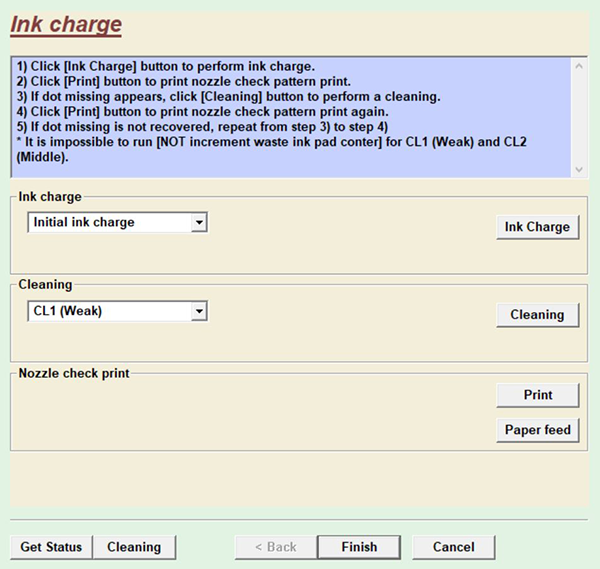 Ink charge
1) Click [Ink Charge] button to perform ink charge.
2) Click [Print] button to print nozzle check pattern print.
3) If dot missing appears, click [Cleaning] button to perform a cleaning.
4) Click [Print] button to print nozzle check pattern print again.
5) If dot missing is not recovered, repeat from step 3) to step 4)
* It is impossible to run [NOT increment waste ink pad conter] for CL1 (Weak) and CL2
(Middle).
Ink charge
Initial ink charge
Ink Charge
Cleaning
CL1 (Weak)
Cleaning
Nozzle check print
Print
Paper feed
Get Status Cleaning < Back Finish Cancel